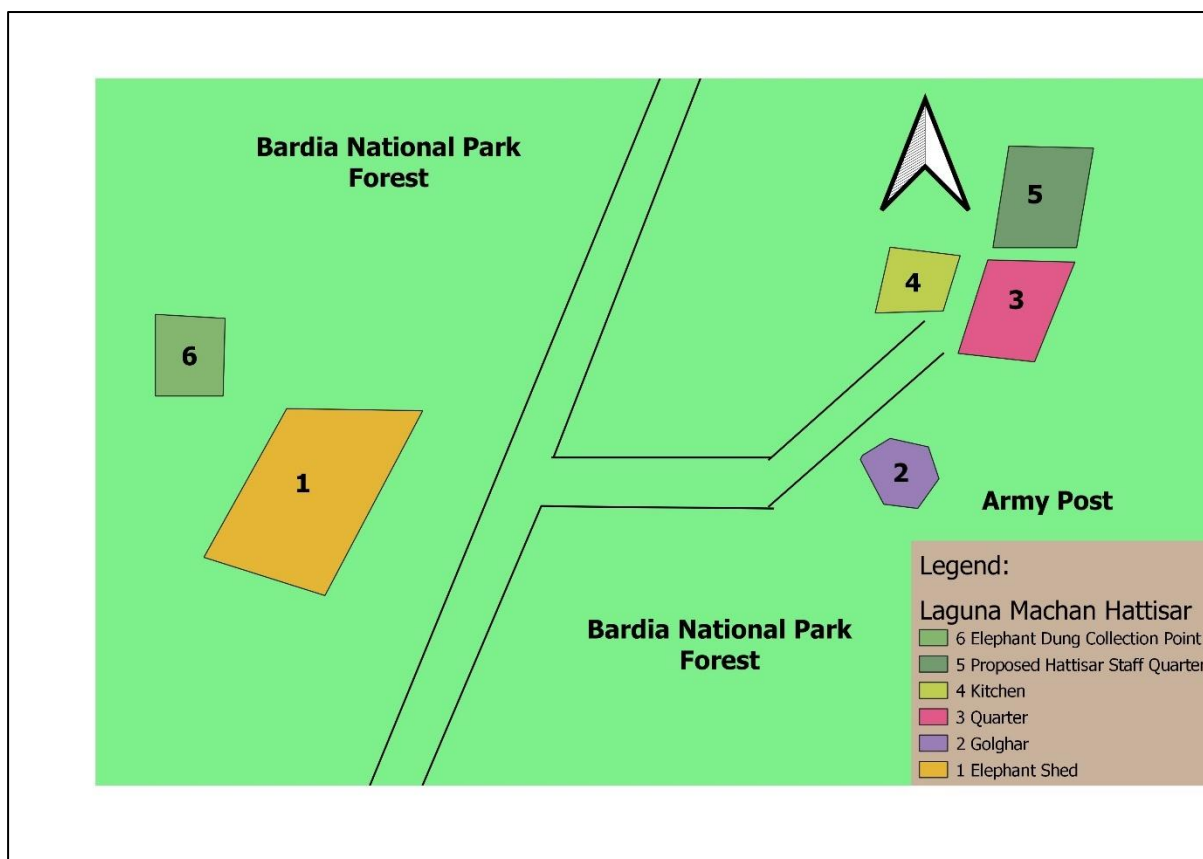 Bardia National Park
Forest
5
4
3
6
1
2
Army Post
Bardia National Park
Forest
Legend:
Laguna Machan Hattisar
6 Elephant Dung Collection Point
5 Proposed Hattisar Staff Quarter
4 Kitchen
3 Quarter
2 Golghar
1 Elephant Shed